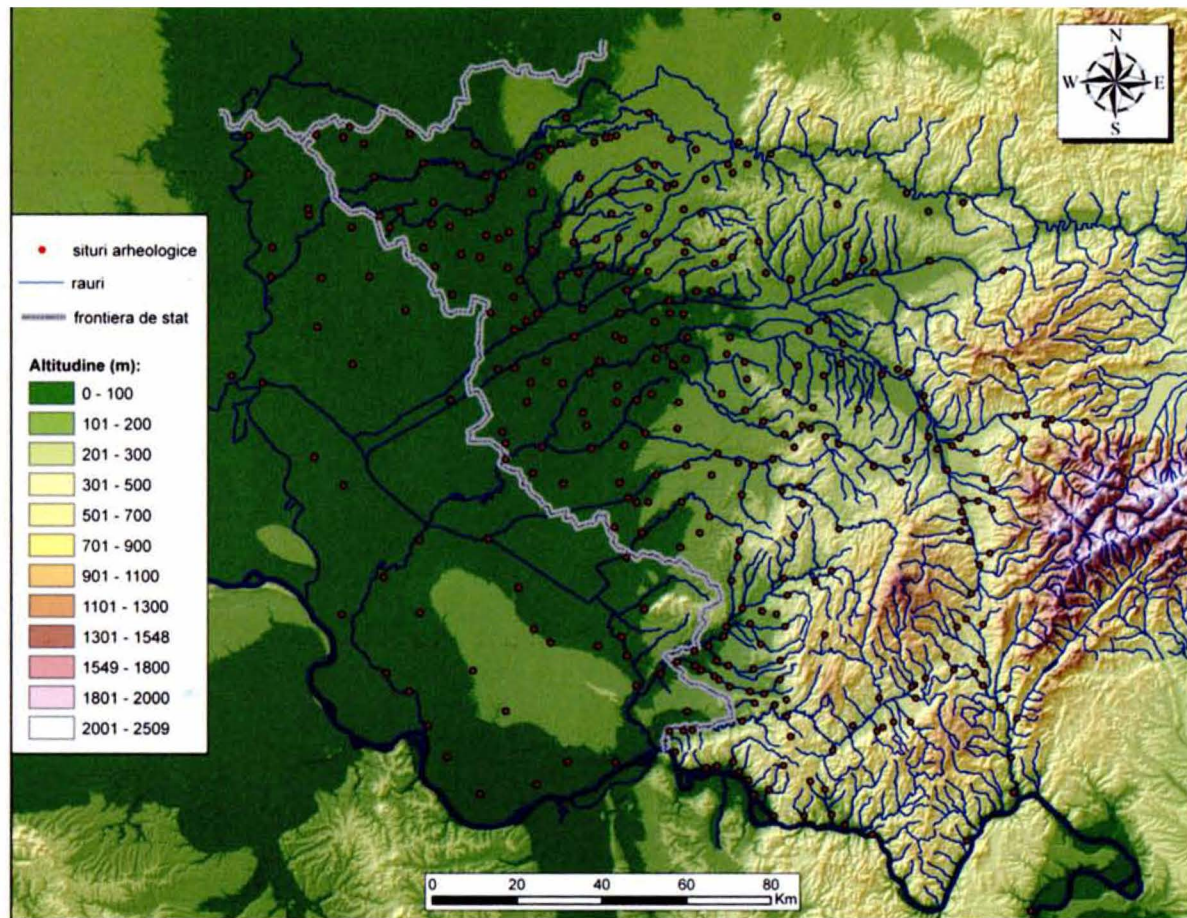 N
W E
S
situri arheologice
rauri
frontiera de stat
Altitudine (m):
0 - 100
101 - 200
201 - 300
301 - 500
501 - 700
701 - 900
901 - 1100
1101 - 1300
1301 - 1548
1549 - 1800
1801 - 2000
2001 - 2509
0 20 40 60 80
Km